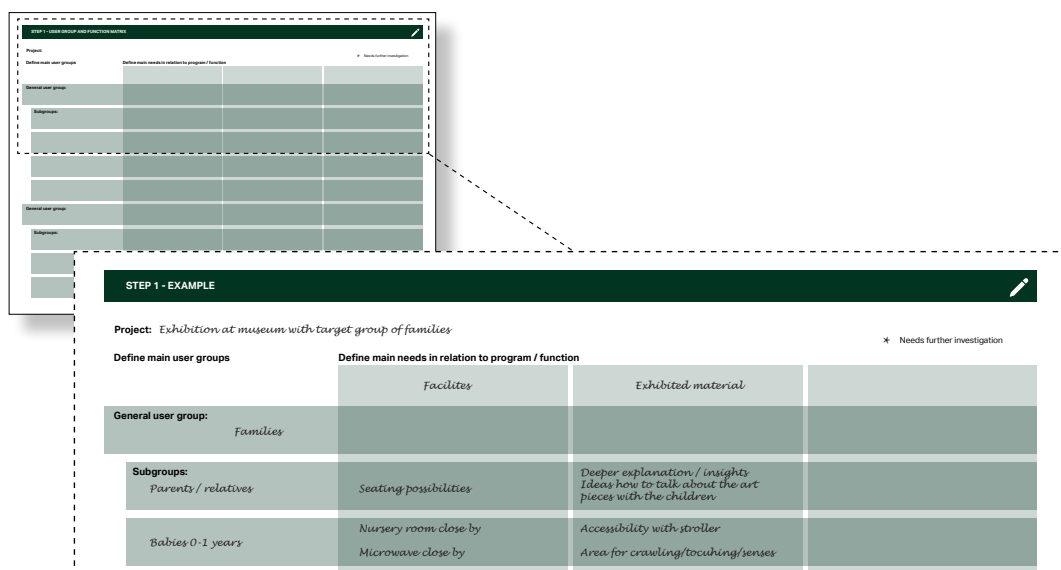 STEP 1 - USER GROUP AND FUNCTION MATRIX
Project:
* Needs further investigation
Define main user groups
Define main needs in relation to program / function
General user group:
Subgroups:
General user group:
Subgroups:
STEP 1 - EXAMPLE
Project: Exhibition at museum with target group of families
* Needs further investigation
Define main user groups
Define main needs in relation to program / function
Facilites
Exhibited material
General user group:
Families
Subgroups:
Parents / relatives
Seating possibilities
Deeper explanation / insights
Ideas how to talk about the art
pieces with the children
Babies 0-1 years
Nursery room close by
Microwave close by
Accessibility with stroller
Area for crawling/tocuhing/senses